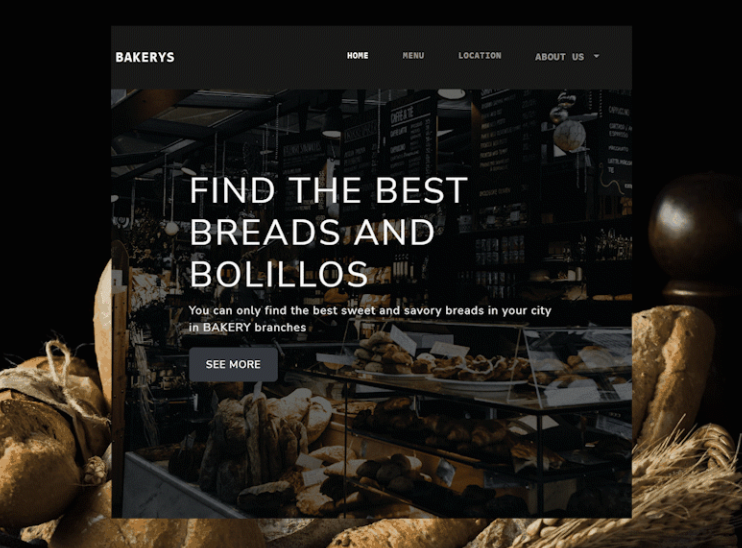 BAKERYS
HOME MENU LOCATION ABOUT US
FIND THE BEST
BREADS AND
BOLILLOS
You can only find the best sweet and savory breads in your city
in BAKERY branches
SEE MORE